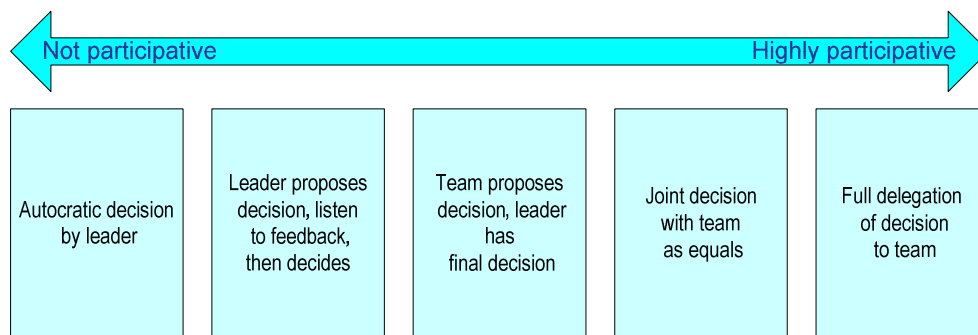 Not participative
Highly participative
Autocratic decision
by leader
Leader proposes
decision, listen
to feedback,
then decides
Team proposes
decision, leader
has
final decision
Joint decision
with team
as equals
Full delegation
of decision
to team